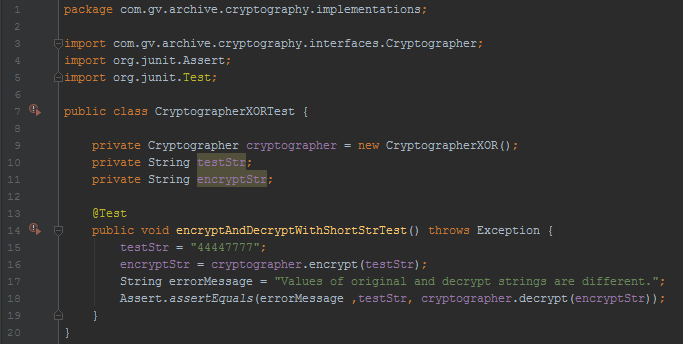 1 package com.gv.archive.cryptography.implementations;
2
3 import com.gv.archive.cryptography.interfaces.Cryptographer;
4 import org.junit.Assert;
5 import org.junit.Test;
6
7 public class CryptographerXORTest {
8
9     private Cryptographer cryptographer = new CryptographerXOR();
10     private String testStr;
11     private String encryptStr;
12
13     @Test
14     public void encryptAndDecryptWithShortStrTest() throws Exception {
15         testStr = "44447777";
16         encryptStr = cryptographer.encrypt(testStr);
17         String errorMessage = "Values of original and decrypt strings are different.";
18         Assert.assertEquals(errorMessage ,testStr, cryptographer.decrypt(encryptStr));
19     }
20 }